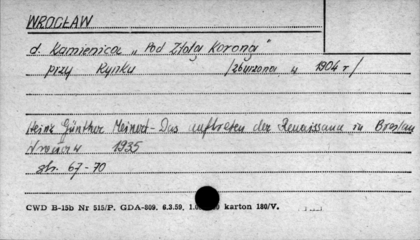 WROCŁAW
d. Kamienica „Pod Złotą Koroną"
przy Rynku /zburzona w 1904 r/
Heinz Günther Meinert - Das auftreten der Renaissance in Breslau
1935
str. 67-70
CWD B-15b Nr 515/P. GDA-809. 6.3.59. karton 180/V.